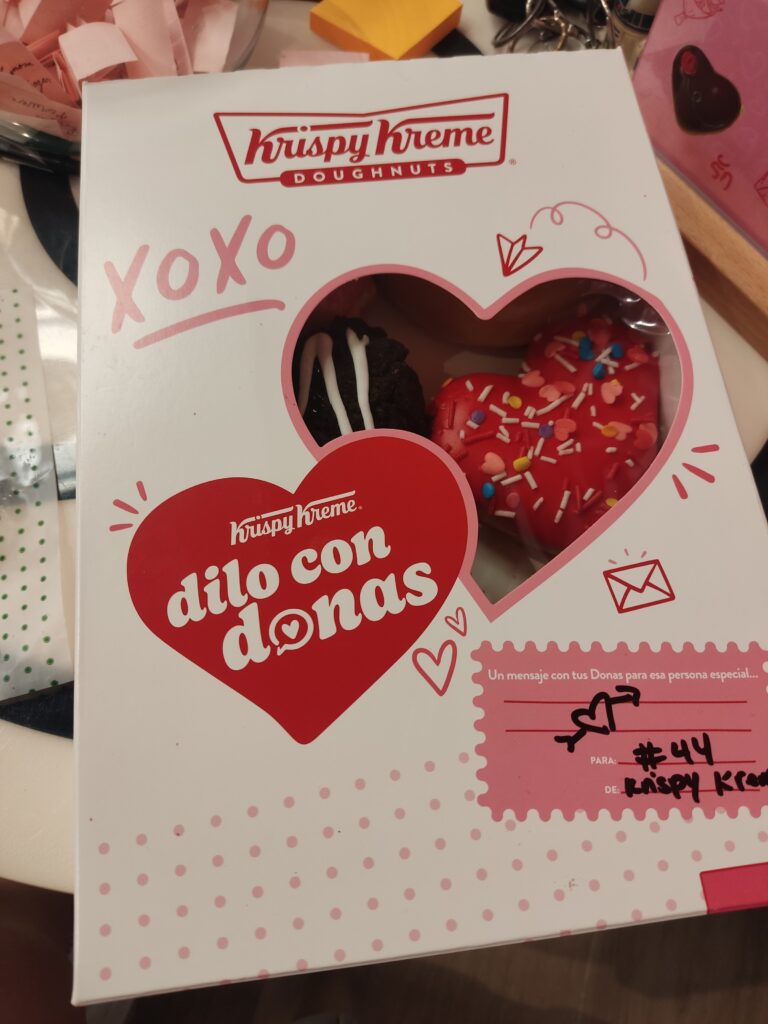 Krispy Kreme
DOUGHNUTS
XOXO
Krispy Kreme
dilo con
donas
Un mensaje con tus Donas para esa persona especial...
PARA: #44
DE: Krispy Krem